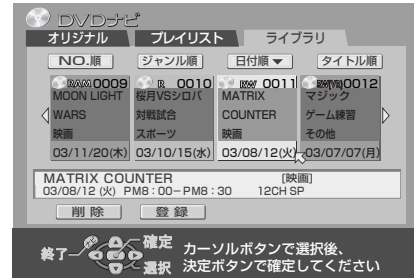 DVDナビ
オリジナル プレイリスト ライブラリ
NO.順 ジャンル順 日付順▼ タイトル順
RAM 0009 R 0010 RW 0011 RW(VR) 0012
MOON LIGHT 桜月VSシロバ MATRIX マジック
WARS 対戦試合 COUNTER ゲーム練習
映画 スポーツ 映画 その他
03/11/20(木) 03/10/15(水) 03/08/12(火) 03/07/07(月)
MATRIX COUNTER [映画]
03/08/12 (火) PM8:00-PM8:30 12CH SP
削除 登録
確定 カーソルボタンで選択後、
終了 選択 決定ボタンで確定してください